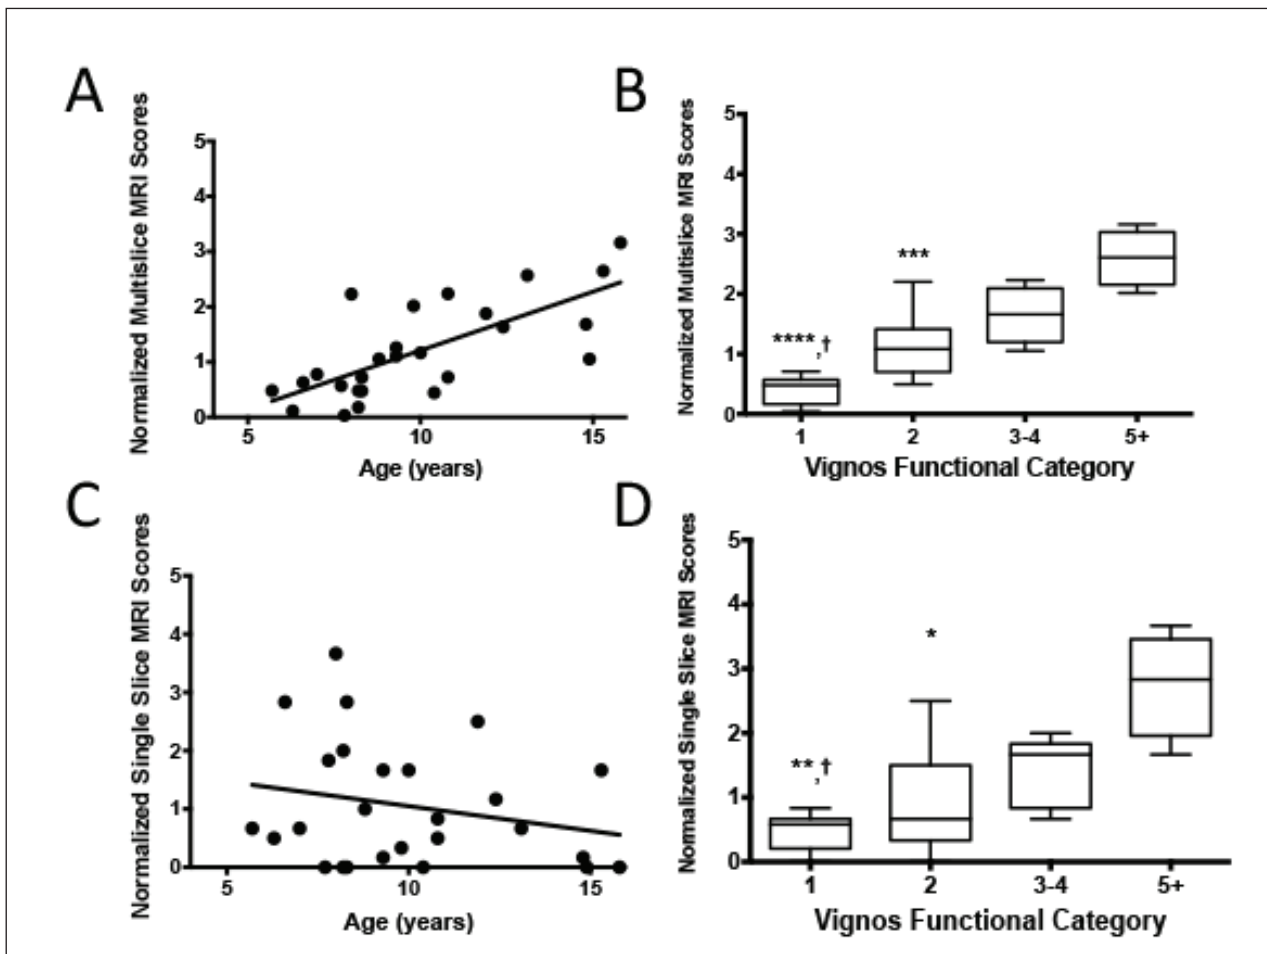 A
Normalized Multislice MRI Scores
5
4
3
2
1
0
5 10 15
Age (years)
B
Normalized Multislice MRI Scores
5
4
3
2
1
0
****,†
***
1 2 3-4 5+
Vignos Functional Category
C
Normalized Single Slice MRI Scores
5
4
3
2
1
0
5 10 15
Age (years)
D
Normalized Single Slice MRI Scores
5
4
3
2
1
0
**,†
*
1 2 3-4 5+
Vignos Functional Category